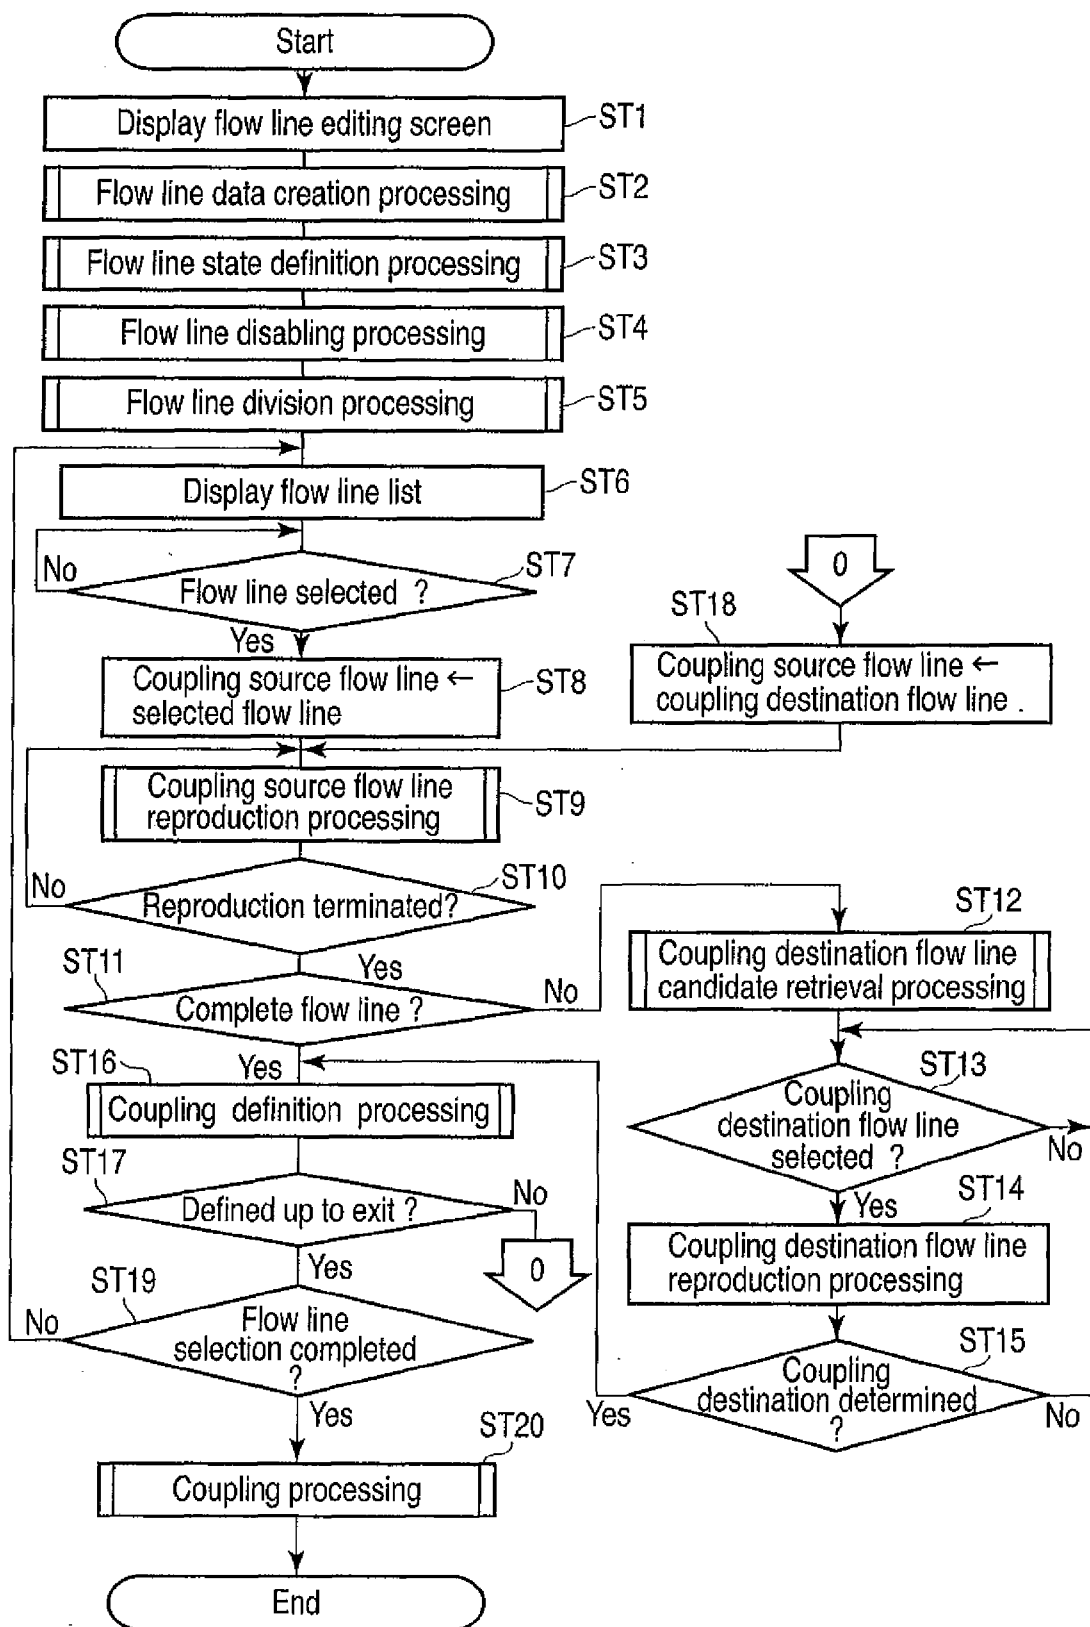 Start
Display flow line editing screen
ST1
Flow line data creation processing
ST2
Flow line state definition processing
ST3
Flow line disabling processing
ST4
Flow line division processing
ST5
Display flow line list
ST6
No
Flow line selected ?
ST7
Yes
Coupling source flow line ←
selected flow line
ST8
0
ST18
Coupling source flow line ←
coupling destination flow line
Coupling source flow line
reproduction processing
ST9
No
Reproduction terminated?
ST10
Yes
ST11
Complete flow line ?
No
Yes
ST12
Coupling destination flow line
candidate retrieval processing
ST13
Coupling
destination flow line
selected ?
No
Yes
ST14
Coupling destination flow line
reproduction processing
ST15
Coupling
destination determined
?
Yes
No
ST16
Coupling definition processing
ST17
Defined up to exit ?
No
0
Yes
ST19
No
Flow line
selection completed
?
Yes
ST20
Coupling processing
End